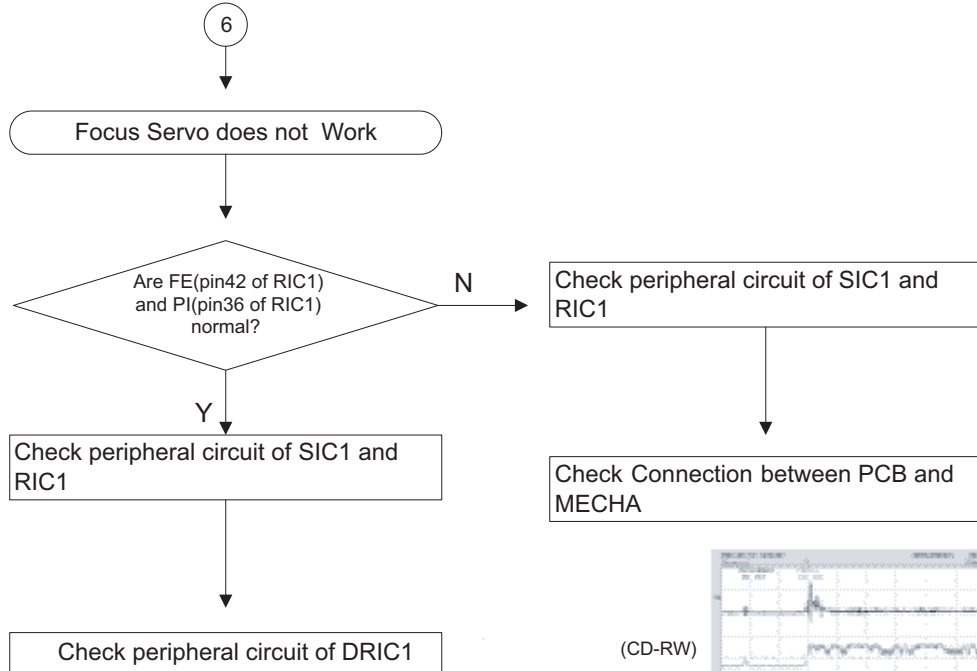 6
Focus Servo does not Work
Are FE(pin42 of RIC1)
and PI(pin36 of RIC1)
normal?
N
Check peripheral circuit of SIC1 and
RIC1
Y
Check peripheral circuit of SIC1 and
RIC1
Check Connection between PCB and
MECHA
Check peripheral circuit of DRIC1
(CD-RW)